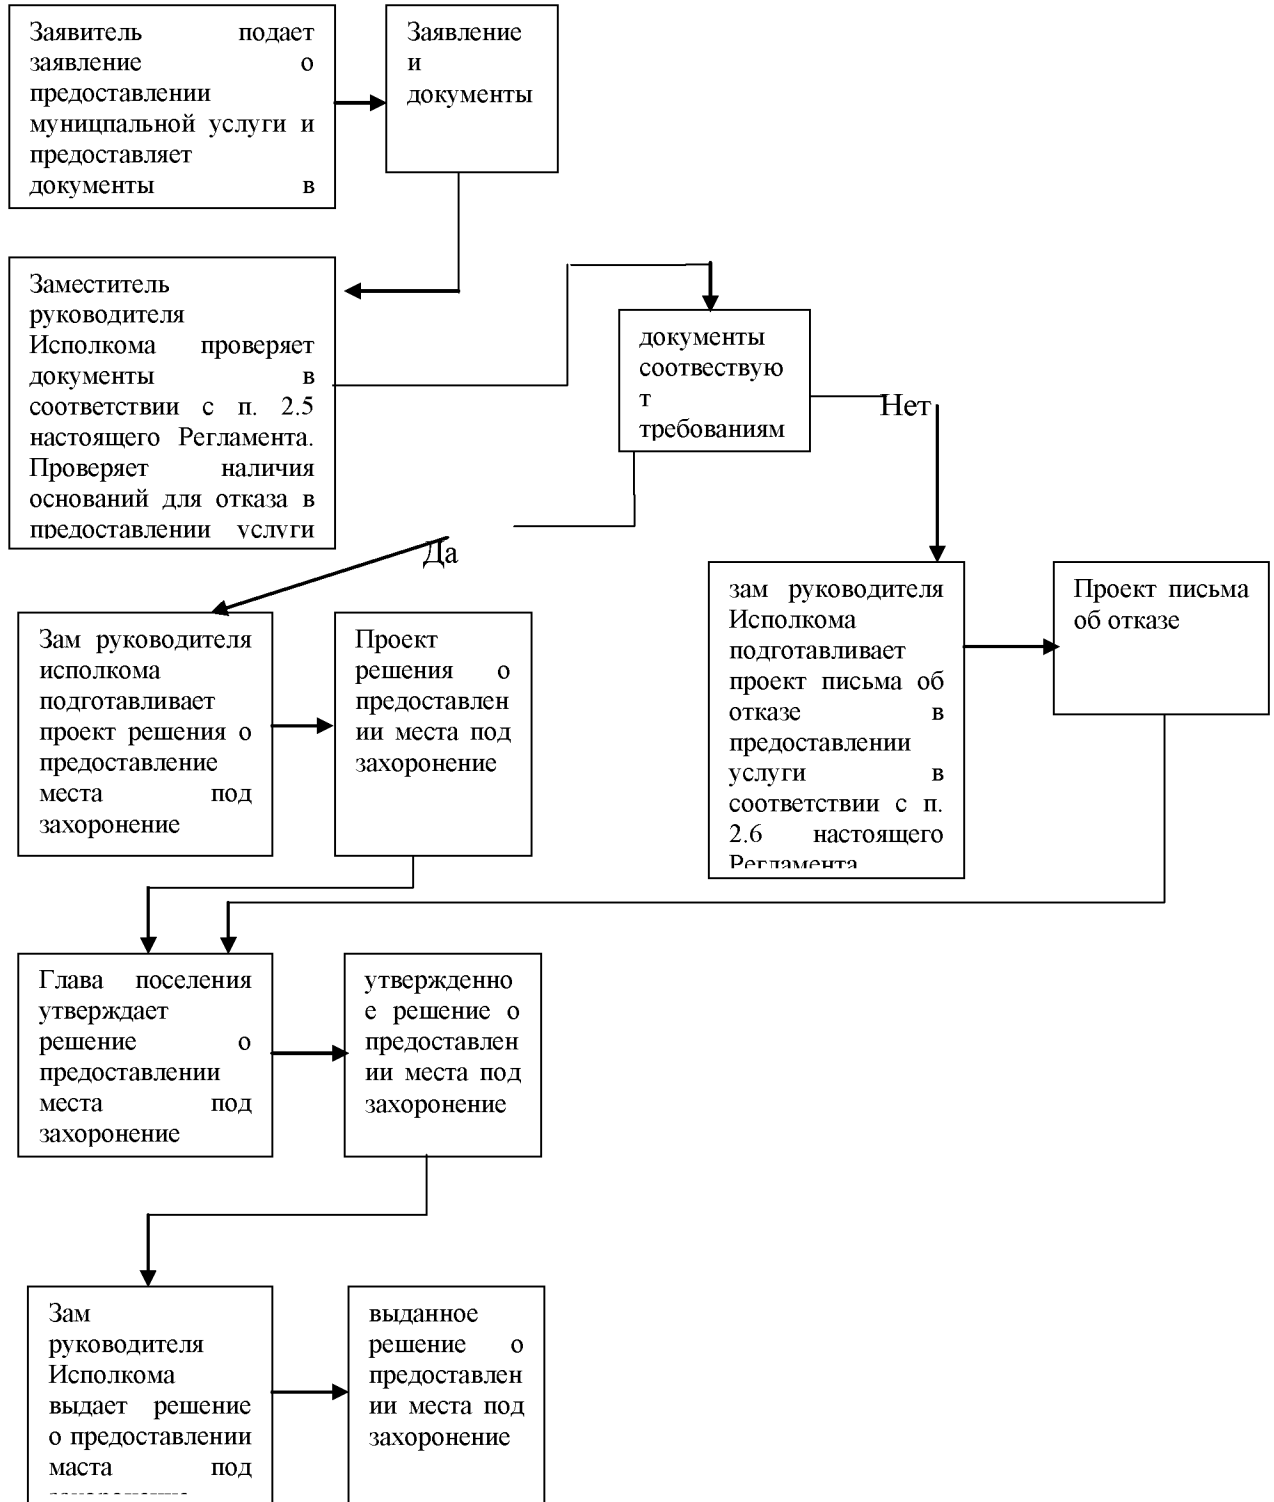 Заявитель подает
заявление о
предоставлении
муницпальной услуги и
предоставляет
документы в
Заявление
и
документы
Заместитель
руководителя
Исполкома проверяет
документы в
соответствии с п. 2.5
настоящего Регламента.
Проверяет наличия
оснований для отказа в
предоставлении услуги
документы
соотвествую
т
требованиям
Нет
Да
зам руководителя
Исполкома
подготавливает
проект письма об
отказе в
предоставлении
услуги в
соответствии с п.
2.6 настоящего
Регламента
Проект письма
об отказе
Зам руководителя
исполкома
подготавливает
проект решения о
предоставление
места под
захоронение
Проект
решения о
предоставлен
ии места под
захоронение
Глава поселения
утверждает
решение о
предоставлении
места под
захоронение
утвержденно
е решение о
предоставлен
ии места под
захоронение
Зам
руководителя
Исполкома
выдает решение
о предоставлении
маста под
выданное
решение о
предоставлен
ии места под
захоронение